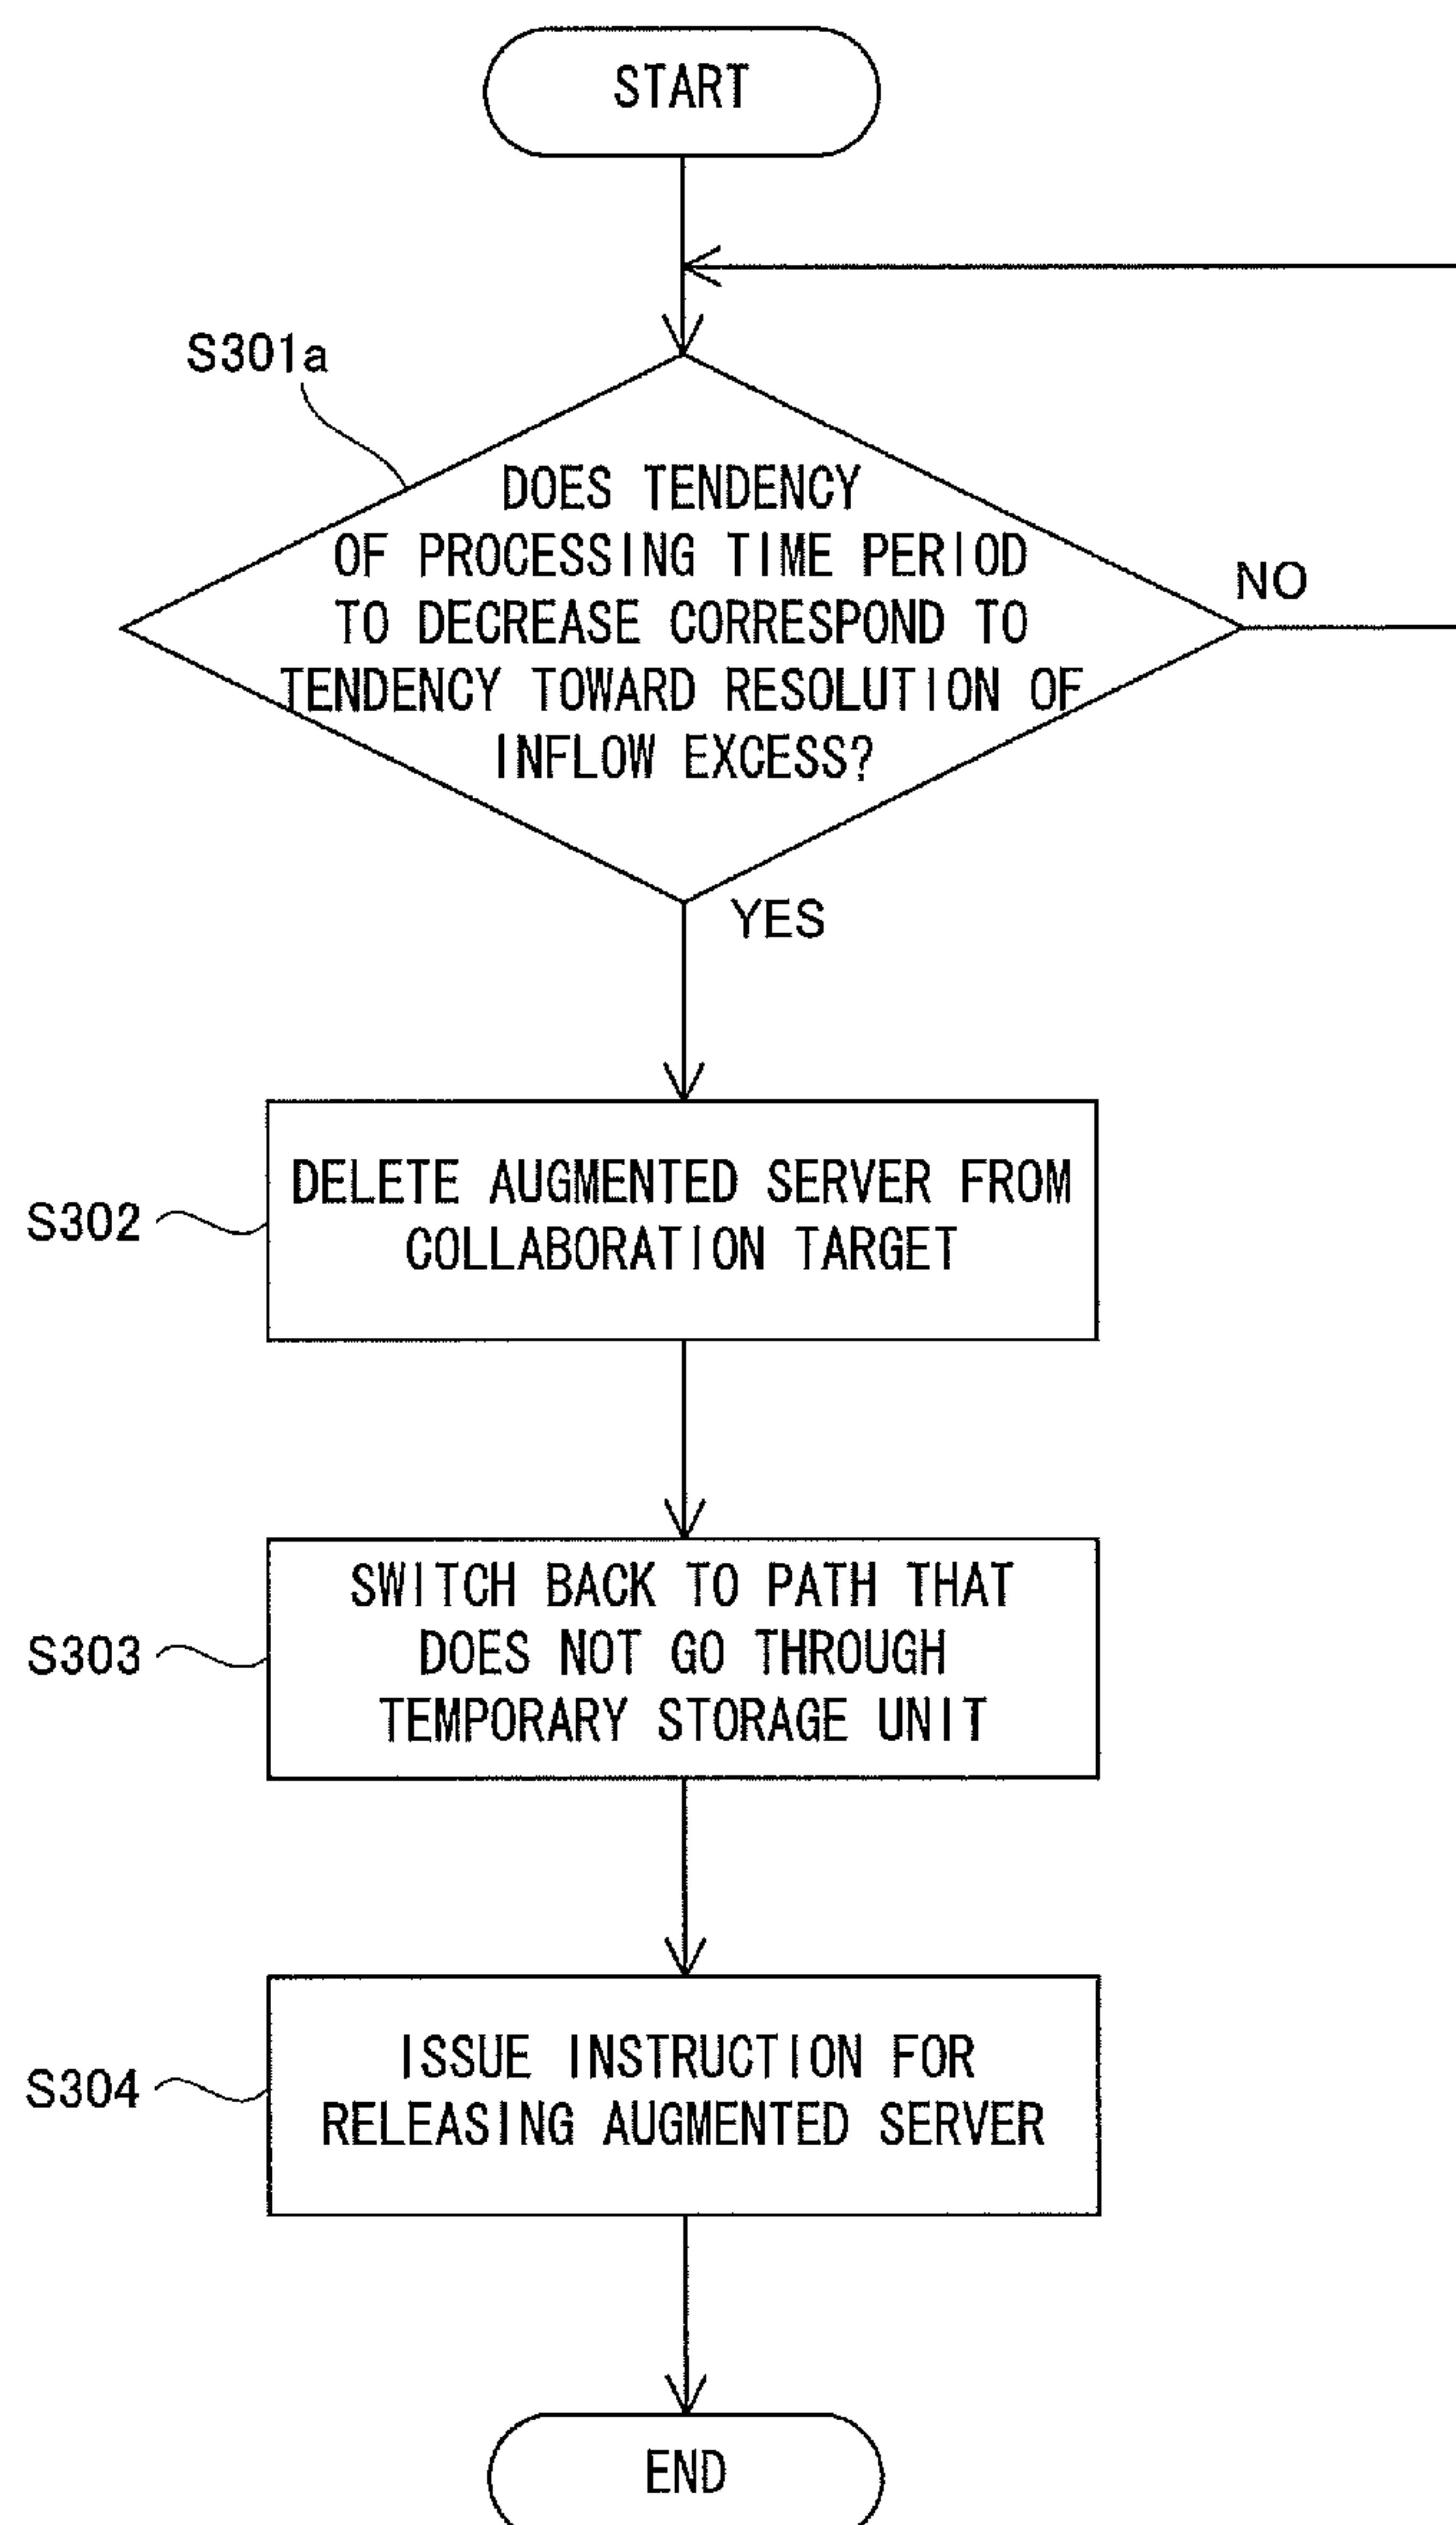 START
S301a
DOES TENDENCY
OF PROCESSING TIME PERIOD
TO DECREASE CORRESPOND TO
TENDENCY TOWARD RESOLUTION OF
INFLOW EXCESS?
NO
YES
S302
DELETE AUGMENTED SERVER FROM
COLLABORATION TARGET
S303
SWITCH BACK TO PATH THAT
DOES NOT GO THROUGH
TEMPORARY STORAGE UNIT
S304
ISSUE INSTRUCTION FOR
RELEASING AUGMENTED SERVER
END